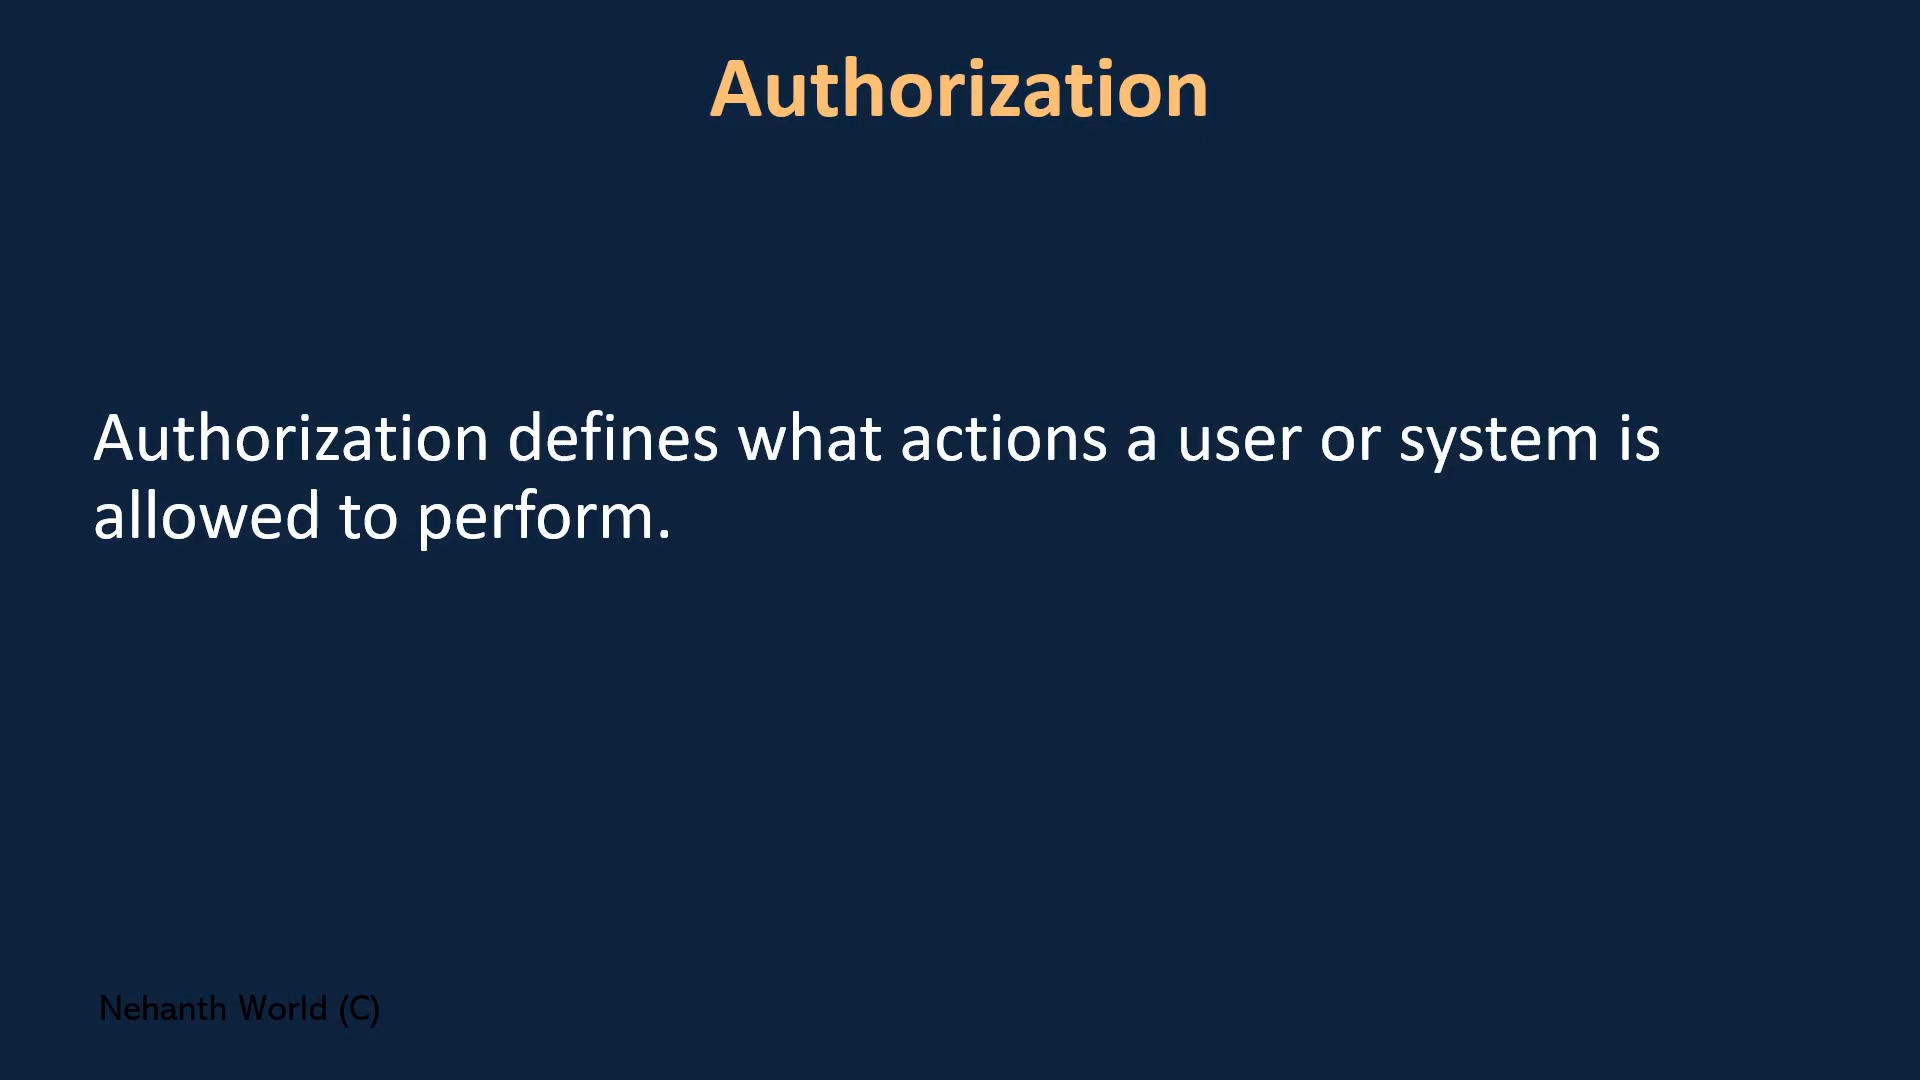 Authorization
Authorization defines what actions a user or system is
allowed to perform.
Nehanth World (C)